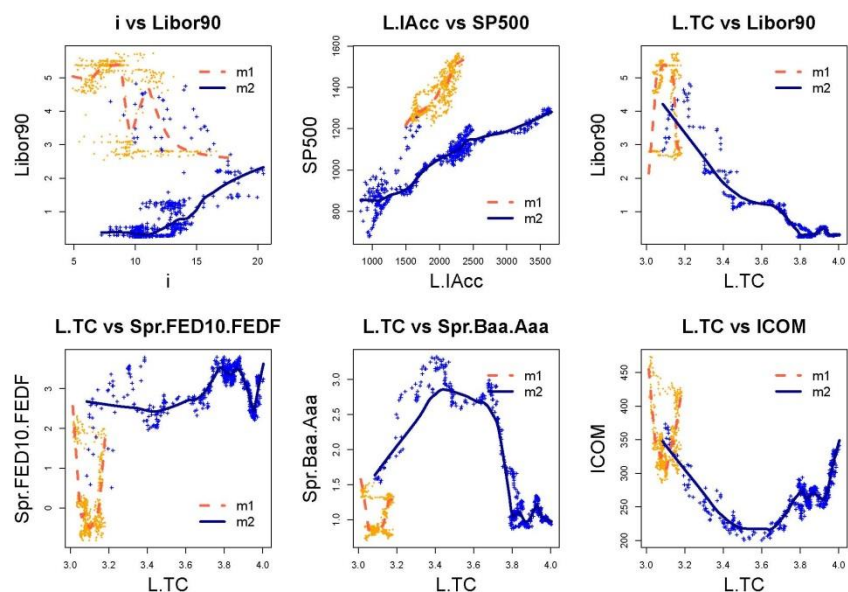 i vs Libor90
Libor90
5
4
3
2
1
m1
m2
5 10 15 20
i
L.IAcc vs SP500
SP500
1600
1400
1200
1000
800
m1
m2
1000 1500 2000 2500 3000 3500
L.IAcc
L.TC vs Libor90
Libor90
5
4
3
2
1
m1
m2
3.0 3.2 3.4 3.6 3.8 4.0
L.TC
L.TC vs Spr.FED10.FEDF
Spr.FED10.FEDF
3
2
1
0
m1
m2
3.0 3.2 3.4 3.6 3.8 4.0
L.TC
L.TC vs Spr.Baa.Aaa
Spr.Baa.Aaa
3.0
2.5
2.0
1.5
1.0
m1
m2
3.0 3.2 3.4 3.6 3.8 4.0
L.TC
L.TC vs ICOM
ICOM
450
400
350
300
250
200
m1
m2
3.0 3.2 3.4 3.6 3.8 4.0
L.TC